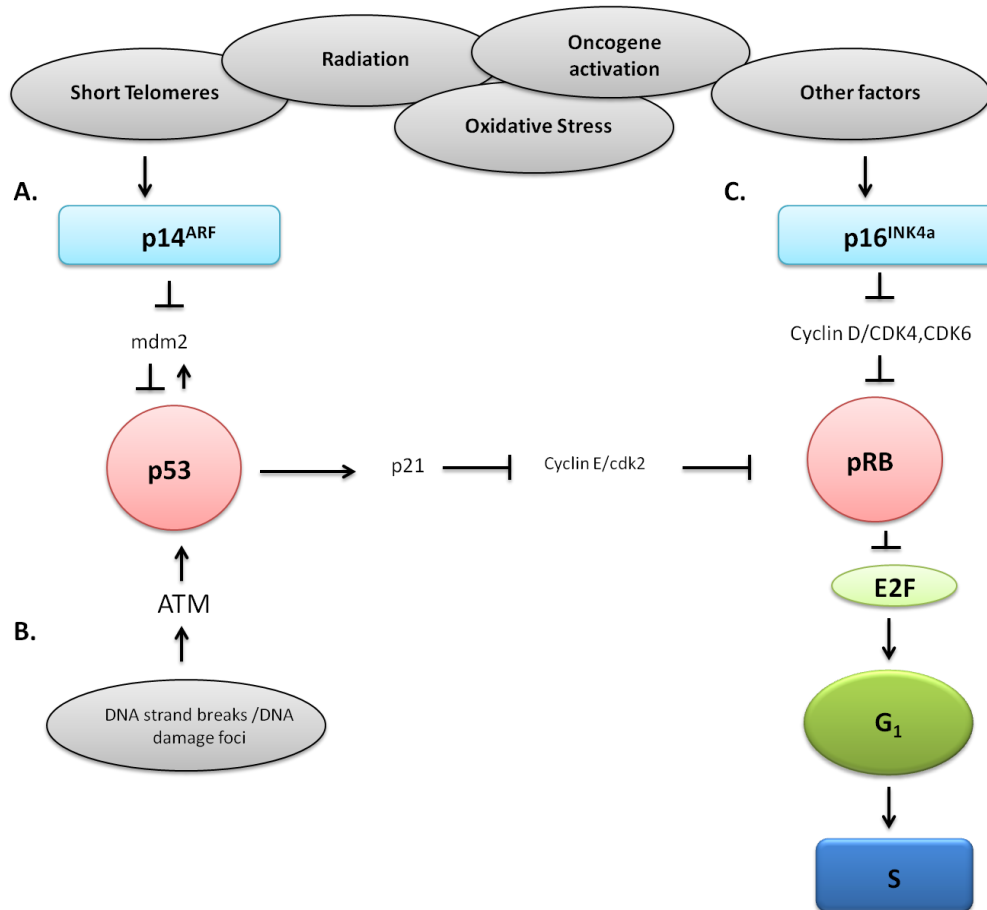 Short Telomeres
Radiation
Oncogene
activation
Oxidative Stress
Other factors
A.
C.
p14ARF
p16INK4a
mdm2
Cyclin D/CDK4,CDK6
p53
p21
Cyclin E/cdk2
pRB
ATM
E2F
B.
DNA strand breaks /DNA
damage foci
G1
S